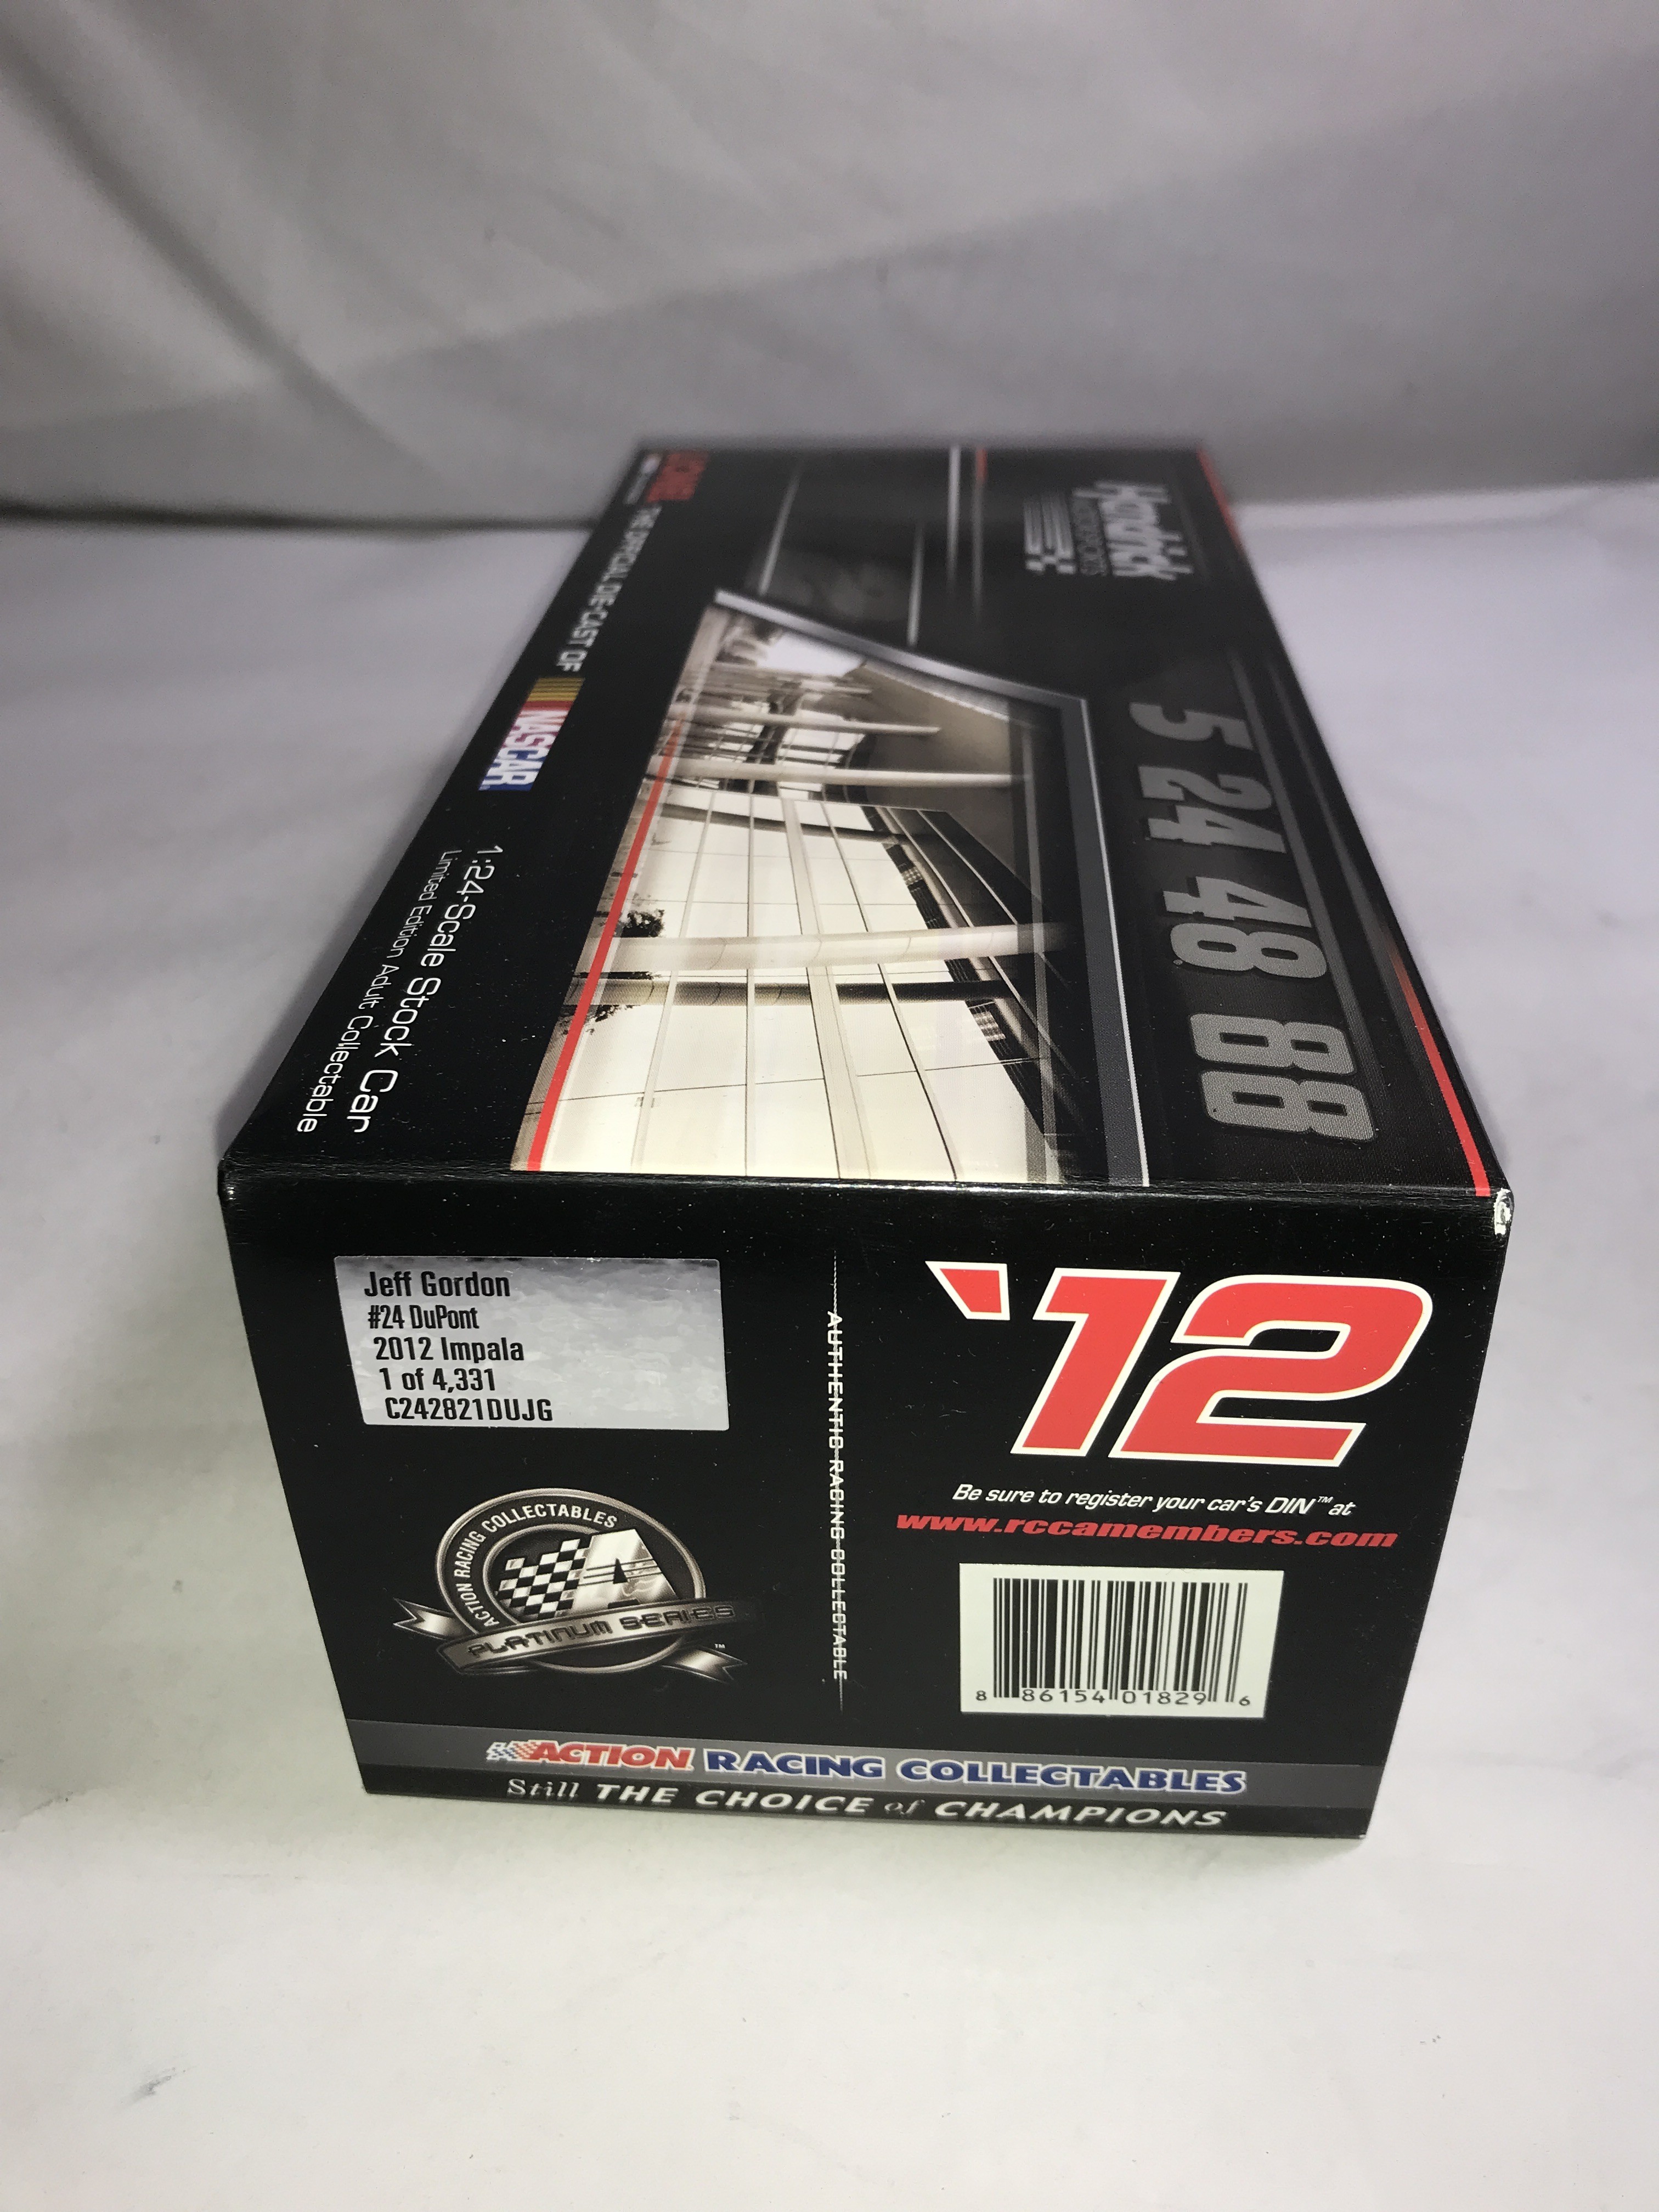 Hendrick
MOTORSPORTS
5 24 48 88
THE OFFICIAL DIE-CAST OF
NASCAR
1:24-Scale Stock Car
Limited Edition Adult Collectable
Jeff Gordon
#24 DuPont
2012 Impala
1 of 4,331
C242821DUJG
ACTION RACING COLLECTABLES
A
PLATINUM SERIES
TM
AUTHENTIC RACING COLLECTABLE
'12
Be sure to register your car's DIN™ at
www.rccamembers.com
8 86154 01829 6
ACTION RACING COLLECTABLES
Still THE CHOICE of CHAMPIONS